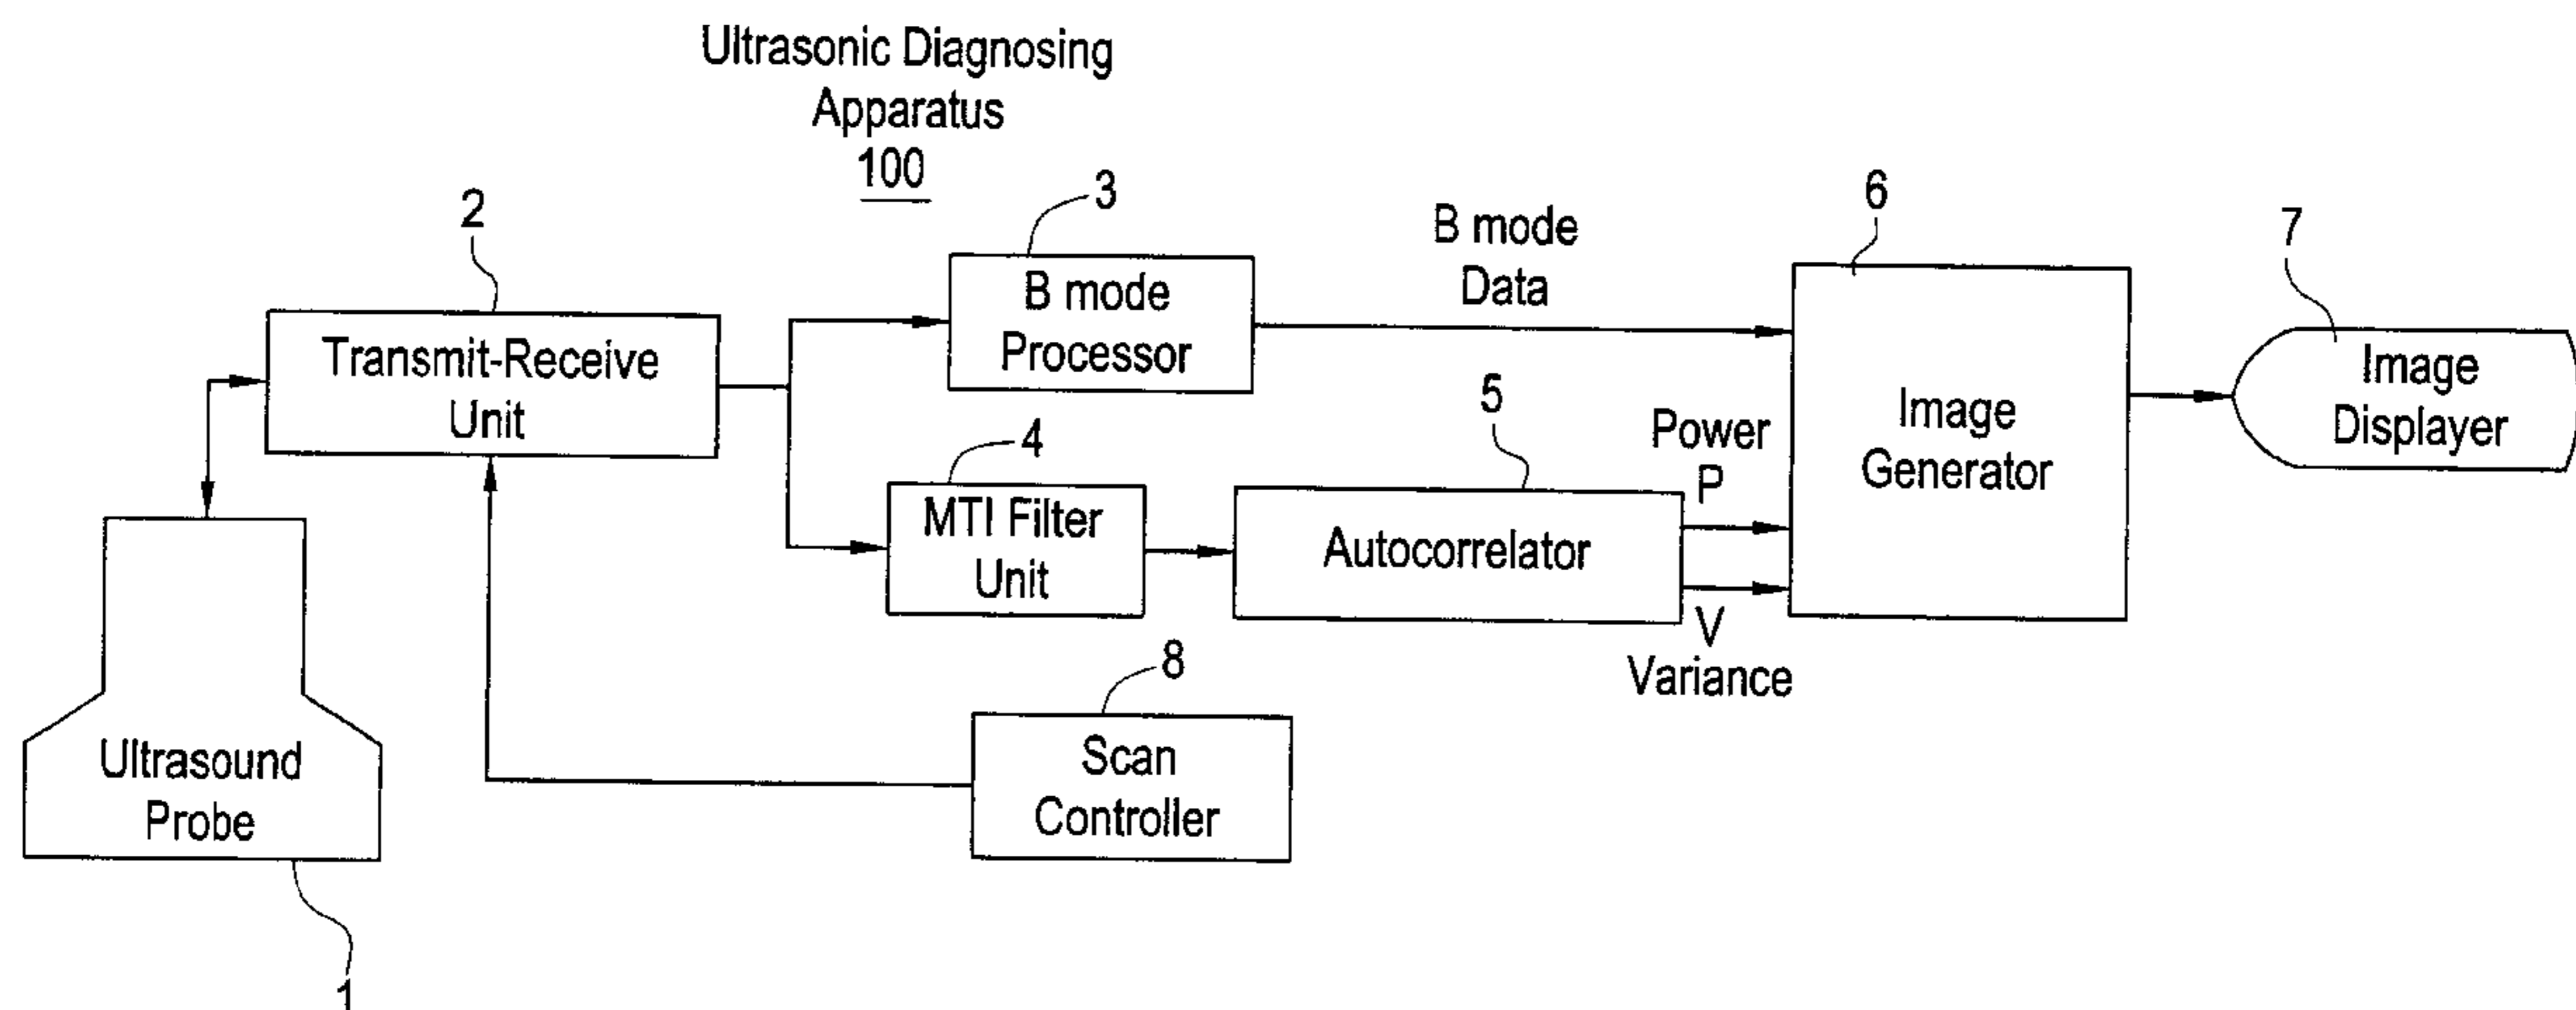 Ultrasonic Diagnosing
Apparatus
100
2
Transmit-Receive
Unit
3
B mode
Processor
B mode
Data
6
Image
Generator
7
Image
Displayer
4
MTI Filter
Unit
5
Autocorrelator
Power
P
V
Variance
8
Scan
Controller
Ultrasound
Probe
1